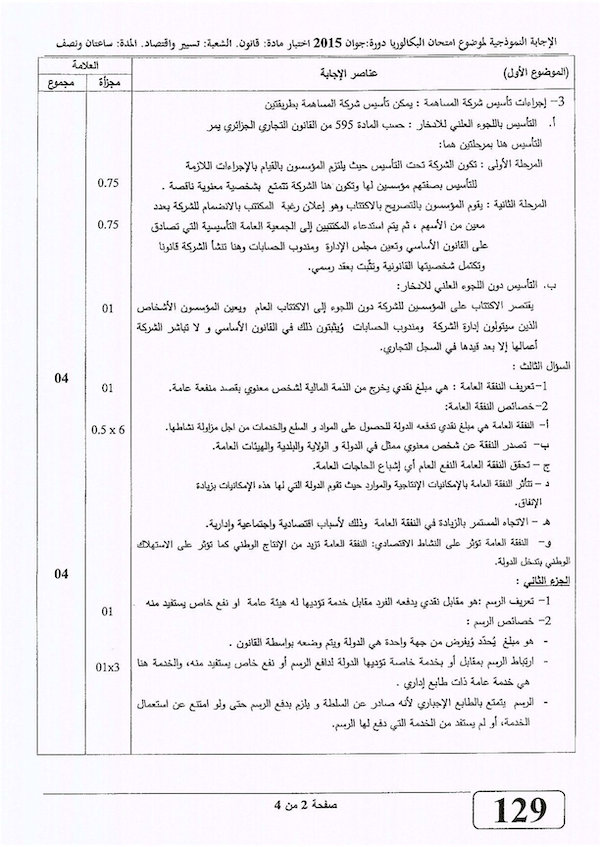 الإجابة النموذجية لموضوع امتحان البكالوريا دورة:جوان 2015 اختبار مادة: قانون. الشعبة: تسيير واقتصاد. المدة: ساعتان ونصف
(الموضوع الأول) عناصر الإجابة
العلامة
مجزأة مجموع
3– إجراءات تأسيس شركة المساهمة : يمكن تأسيس شركة المساهمة بطريقتين
أ. التأسيس باللجوء العلني للادخار : حسب المادة 595 من القانون التجاري الجزائري يمر
التأسيس هنا بمرحلتين هما:
المرحلة الأولى : تكون الشركة تحت التأسيس حيث يلتزم المؤسسون بالقيام بالإجراءات اللازمة
للتأسيس بصفتهم مؤسسين لها وتكون هنا الشركة تتمتع بشخصية معنوية ناقصة .
0.75
المرحلة الثانية : يقوم المؤسسون بالتصريح بالاكتتاب وهو إعلان رغبة المكتتب بالانضمام للشركة بعدد
0.75
معين من الأسهم ، ثم يتم استدعاء المكتتبين إلى الجمعية العامة التأسيسية التي تصادق
على القانون الأساسي وتعين مجلس الإدارة ومندوب الحسابات وهنا تنشأ الشركة قانونا
وتكتمل شخصيتها القانونية وتثبت بعقد رسمي.
ب. التأسيس دون اللجوء العلني للادخار:
يقتصر الاكتتاب على المؤسسين للشركة دون اللجوء إلى الاكتتاب العام ويعين المؤسسون الأشخاص
01
الذين سيتولون إدارة الشركة ومندوب الحسابات ويُثبتون ذلك في القانون الأساسي و لا تباشر الشركة
أعمالها إلا بعد قيدها في السجل التجاري.
السؤال الثالث :
04
1–تعريف النفقة العامة : هي مبلغ نقدي يخرج من الذمة المالية لشخص معنوي بقصد منفعة عامة.
01
2–خصائص النفقة العامة:
أ– النفقة العامة هي مبلغ نقدي تدفعه الدولة للحصول على المواد و السلع والخدمات من اجل مزاولة نشاطها.
0.5 x 6
ب– تصدر النفقة عن شخص معنوي ممثل في الدولة و الولاية والبلدية والهيئات العامة.
ج – تحقق النفقة العامة النفع العام أي إشباع الحاجات العامة.
د – تتأثر النفقة العامة بالإمكانيات الإنتاجية والموارد حيث تقوم الدولة التي لها هذه الإمكانيات بزيادة
الإنفاق.
هـ – الاتجاه المستمر بالزيادة في النفقة العامة وذلك لأسباب اقتصادية واجتماعية وإدارية.
و– النفقة العامة تؤثر على النشاط الاقتصادي: النفقة العامة تزيد من الإنتاج الوطني كما تؤثر على الاستهلاك
الوطني بتدخل الدولة.
04
الجزء الثاني :
1– تعريف الرسم :هو مقابل نقدي يدفعه الفرد مقابل خدمة تؤديها له هيئة عامة او نفع خاص يستفيد منه
01
2– خصائص الرسم :
- هو مبلغ يُحدّد ويُفرض من جهة واحدة هي الدولة ويتم وضعه بواسطة القانون .
- ارتباط الرسم بمقابل أو بخدمة خاصة تؤديها الدولة لدافع الرسم أو نفع خاص يستفيد منه، والخدمة هنا
01x3
هي خدمة عامة ذات طابع إداري .
- الرسم يتمتع بالطابع الإجباري لأنه صادر عن السلطة و يلزم بدفع الرسم حتى ولو امتنع عن استعمال
الخدمة، أو لم يستفد من الخدمة التي دفع لها الرسم.
صفحة 2 من 4
129